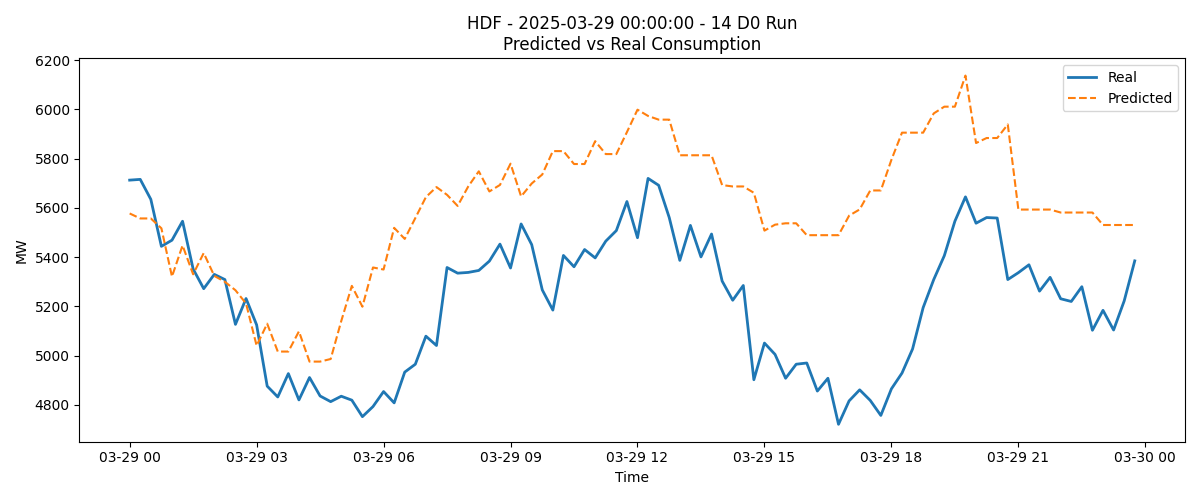 HDF - 2025-03-29 00:00:00 - 14 D0 Run
Predicted vs Real Consumption
6200
6000
5800
5600
5400
5200
5000
4800
MW
Real
Predicted
03-29 00
03-29 03
03-29 06
03-29 09
03-29 12
03-29 15
03-29 18
03-29 21
03-30 00
Time